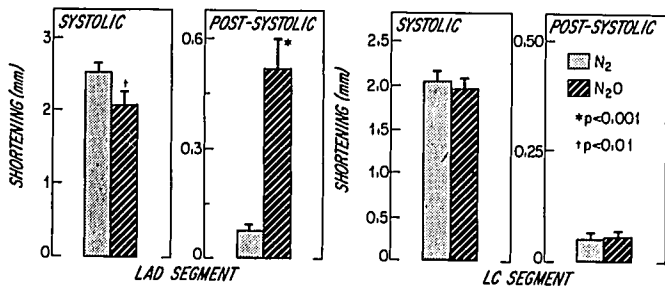 SYSTOLIC
POST-SYSTOLIC
SYSTOLIC
POST-SYSTOLIC
SHORTENING (mm)
3
2
1
0
†
0.6
0.3
0
*
SHORTENING (mm)
2.5
2.0
1.5
1.0
0
0.50
0.25
0
N₂
N₂O
*p<0.001
†p<0.01
LAD SEGMENT
LC SEGMENT